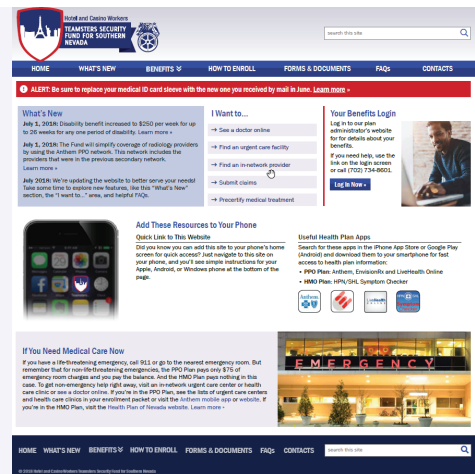 Hotel and Casino Workers
TEAMSTERS SECURITY
FUND FOR SOUTHERN
NEVADA
search this site
HOME WHAT'S NEW BENEFITS HOW TO ENROLL FORMS & DOCUMENTS FAQs CONTACTS
ALERT: Be sure to replace your medical ID card sleeve with the new one you received by mail in June. Learn more »
What's New
July 1, 2018: Disability benefit increased to $250 per week for up
to 26 weeks for any one period of disability. Learn more »
July 1, 2018: The Fund will simplify coverage of radiology providers
by using the Anthem PPO network. This network includes the
providers that were in the previous secondary network.
Learn more »
July 2018: We're updating the website to better serve your needs!
Take some time to explore new features, like this "What's New"
section, the "I want to..." area, and helpful FAQs.
I Want to...
→ See a doctor online
→ Find an urgent care facility
→ Find an in-network provider
→ Submit claims
→ Precertify medical treatment
Your Benefits Login
Log in to our plan
administrator's website
for for details about your
benefits.
If you need help, use the
link on the login screen
or call (702) 734-8601.
Log In Now »
Add These Resources to Your Phone
Quick Link to This Website
Did you know you can add this site to your phone's home
screen for quick access? Just navigate to this site on
your phone, and you'll see simple instructions for your
Apple, Android, or Windows phone at the bottom of the
page.
Useful Health Plan Apps
Search for these apps in the iPhone App Store or Google Play
(Android) and download them to your smartphone for fast
access to health plan information:
• PPO Plan: Anthem, EnvisionRx and LiveHealth Online
• HMO Plan: HPN/SHL Symptom Checker
Anthem
If You Need Medical Care Now
If you have a life-threatening emergency, call 911 or go to the nearest emergency room. But
remember that for non-life-threatening emergencies, the PPO Plan pays only $75 of
emergency room charges and you pay the balance. And the HMO Plan pays nothing in this
case. To get non-emergency help right away, visit an in-network urgent care center or health
care clinic or see a doctor online. If you're in the PPO Plan, see the lists of urgent care centers
and health care clinics in your enrollment packet or visit the Anthem mobile app or website. If
you're in the HMO Plan, visit the Health Plan of Nevada website. Learn more »
EMERGENCY
HOME WHAT'S NEW BENEFITS HOW TO ENROLL FORMS & DOCUMENTS FAQs CONTACTS
search this site
© 2018 Hotel and Casino Workers Teamsters Security Fund for Southern Nevada